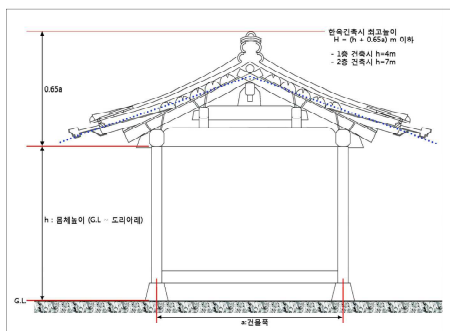 한옥긴축시 최고높이
H = (h + 0.65a) m 이하
- 1층 건축시 h=4m
- 2층 건축시 h=7m
0.65a
h : 몸체높이 (G.L - 도리아래)
G.L.
a:건물폭